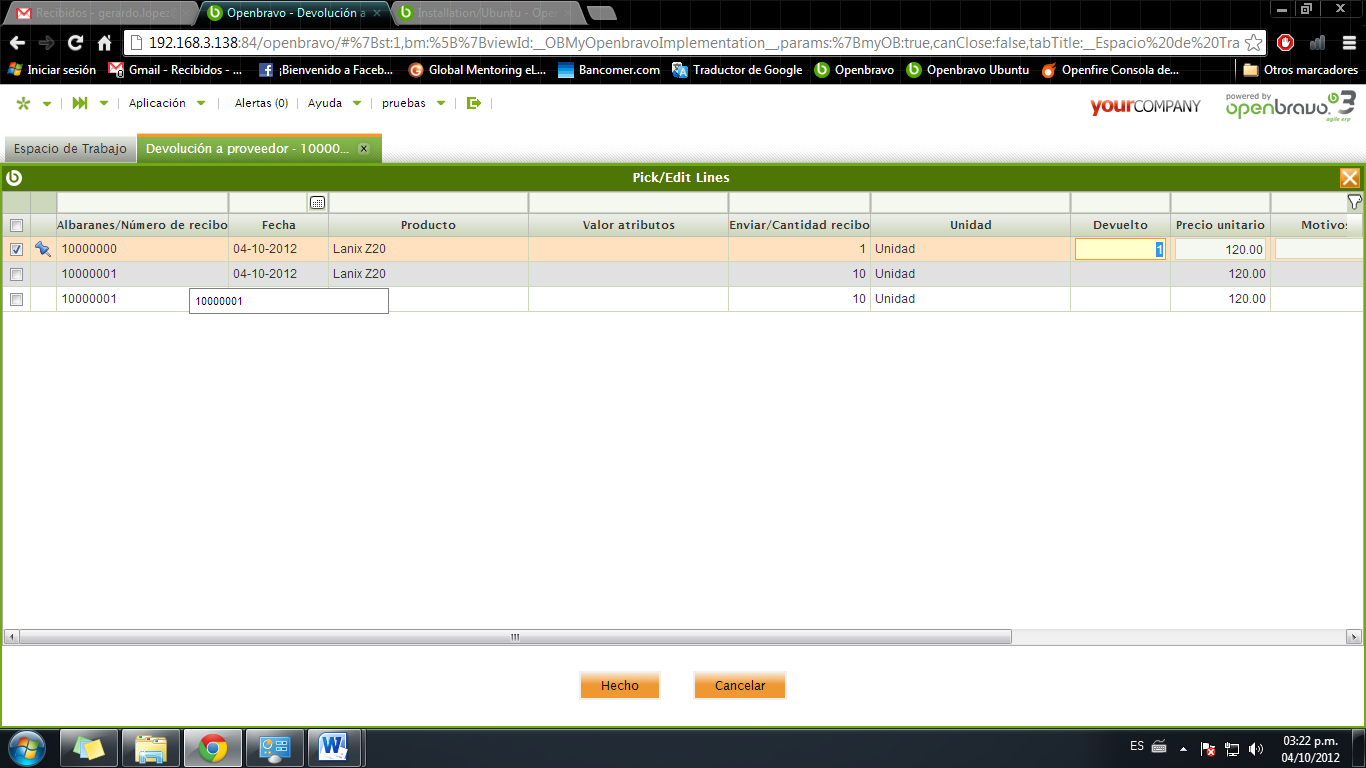 Recibidos - gerardo.lopez
Openbravo - Devolución a
Installation/Ubuntu - Ope
192.168.3.138:84/openbravo/#%7Bst:1,bm:%5B%7BviewId:__OBMyOpenbravoImplementation__,params:%7BmyOB:true,canClose:false,tabTitle:__Espacio%20de%20Tra
Iniciar sesión
Gmail - Recibidos - ...
¡Bienvenido a Faceb...
Global Mentoring eL...
Bancomer.com
Traductor de Google
Openbravo
Openbravo Ubuntu
Openfire Consola de...
Otros marcadores
Aplicación
Alertas (0)
Ayuda
pruebas
yourCOMPANY
powered by
openbravo 3
agile erp
Espacio de Trabajo
Devolución a proveedor - 10000...
Pick/Edit Lines
Albaranes/Número de recibo Fecha Producto Valor atributos Enviar/Cantidad recibo Unidad Devuelto Precio unitario Motivos
10000000 04-10-2012 Lanix Z20 1 Unidad 1 120.00
10000001 04-10-2012 Lanix Z20 10 Unidad 120.00
10000001 10 Unidad 120.00
10000001
Hecho
Cancelar
ES
03:22 p.m.
04/10/2012